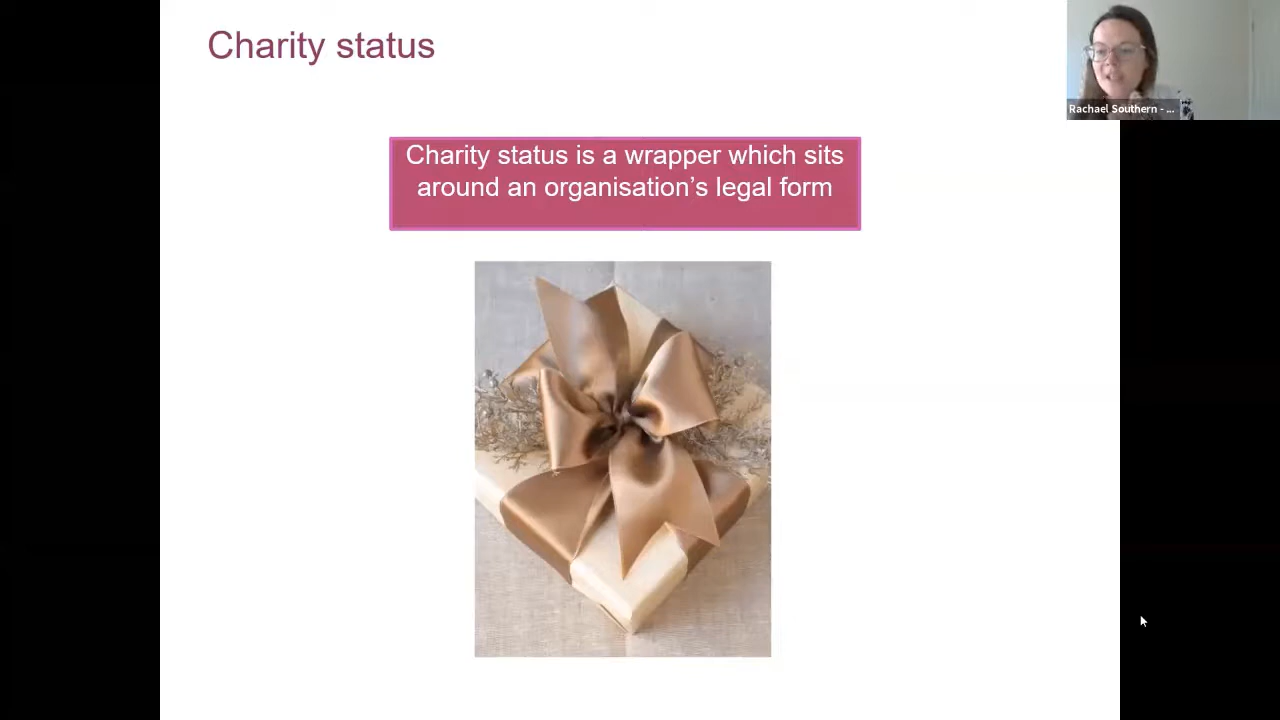 Charity status
Rachael Southern - ...
Charity status is a wrapper which sits
around an organisation’s legal form